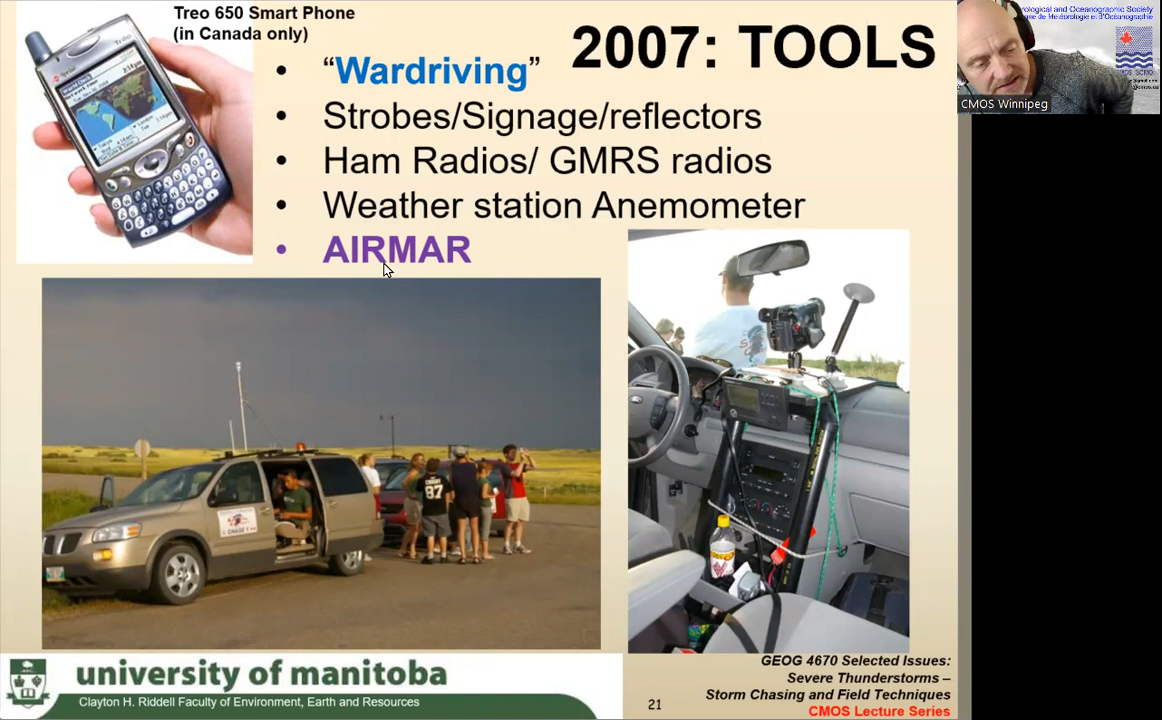 Treo 650 Smart Phone
(in Canada only)
2007: TOOLS
• “Wardriving”
• Strobes/Signage/reflectors
• Ham Radios/ GMRS radios
• Weather station Anemometer
• AIRMAR
CMOS Winnipeg
CHASE
87
university of manitoba
Clayton H. Riddell Faculty of Environment, Earth and Resources
21
GEOG 4670 Selected Issues:
Severe Thunderstorms –
Storm Chasing and Field Techniques
CMOS Lecture Series